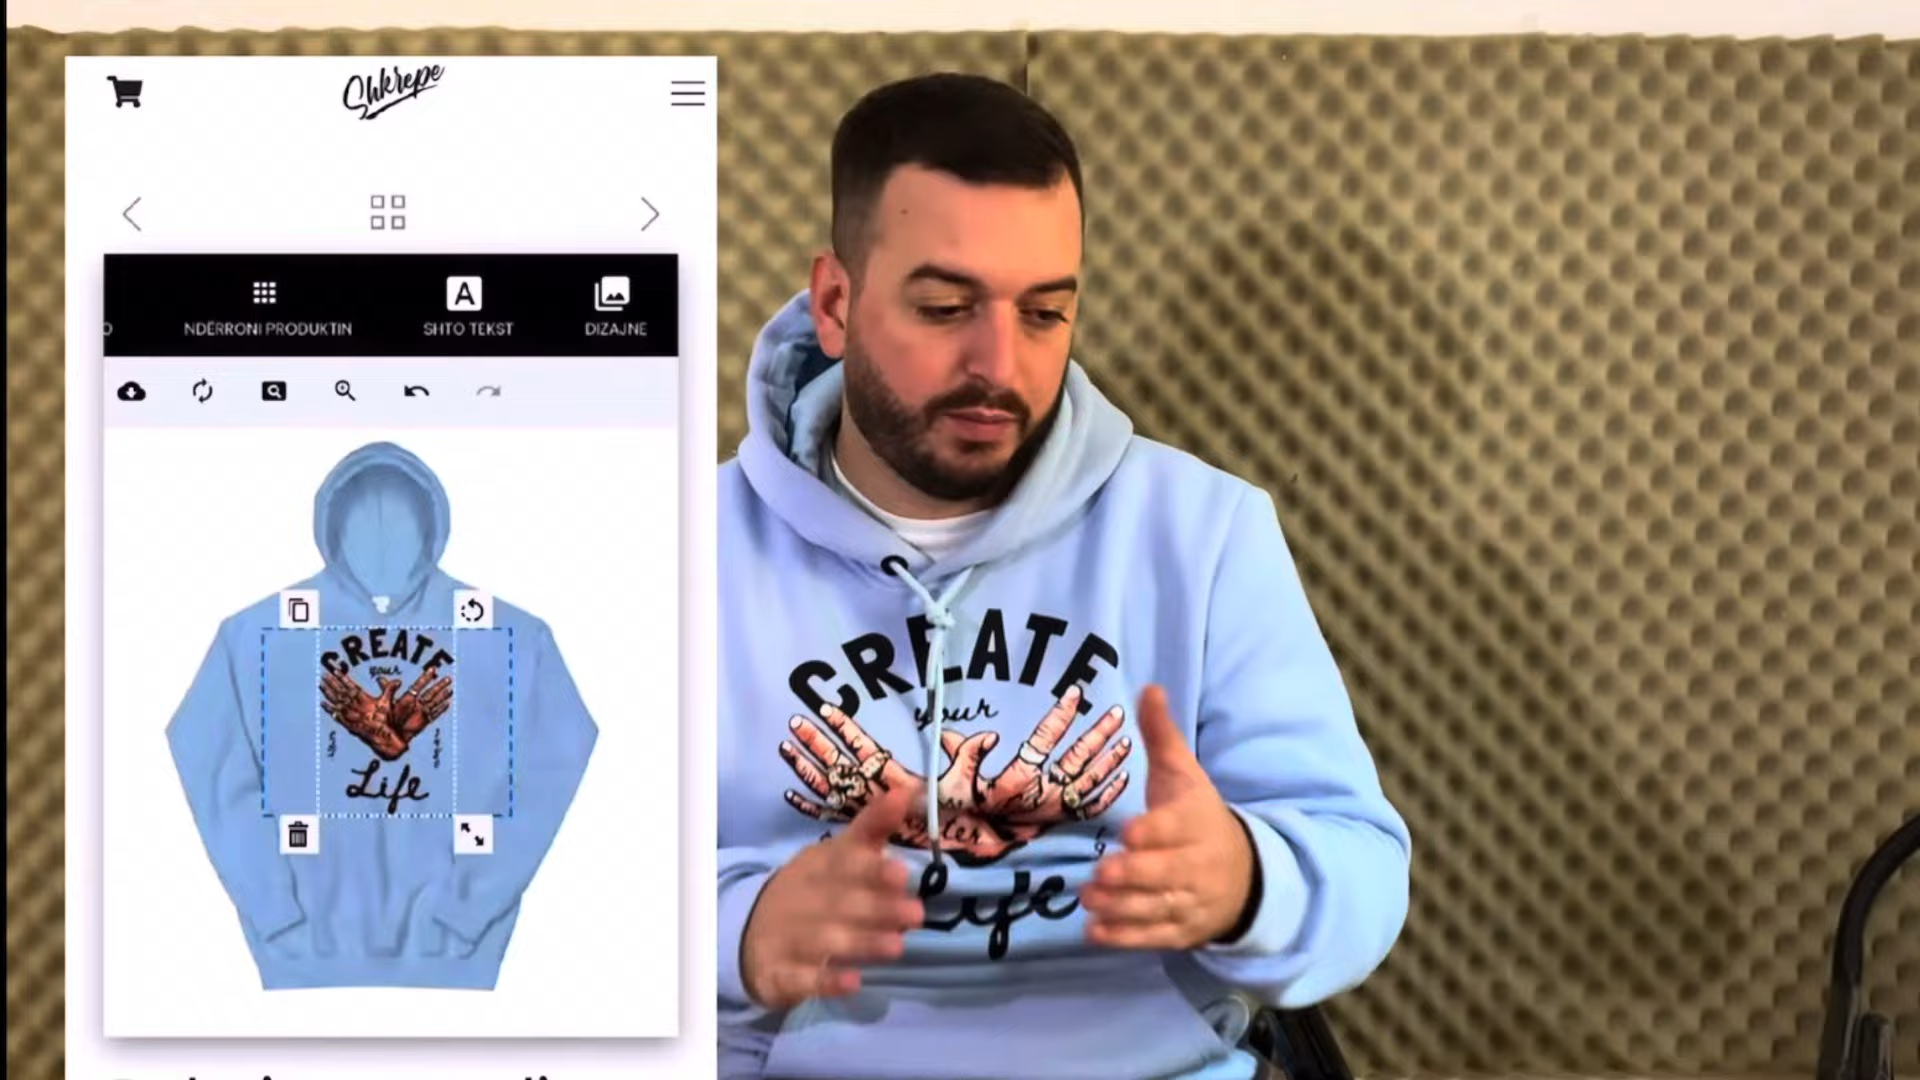 Shkrepe
NDËRRONI PRODUKTIN
SHTO TEKST
DIZAJNE
CREATE
your
Life
CREATE
your
Life